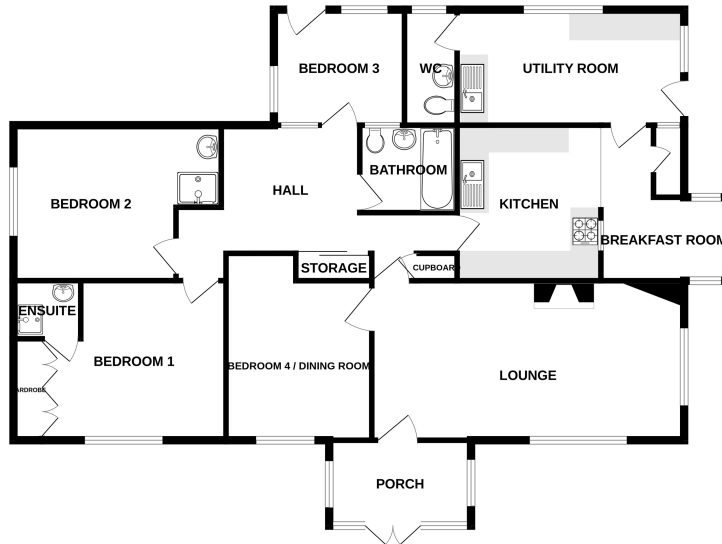 BEDROOM 3
WC
UTILITY ROOM
BATHROOM
HALL
KITCHEN
BEDROOM 2
BREAKFAST ROOM
STORAGE
CUPBOARD
ENSUITE
BEDROOM 1
BEDROOM 4 / DINING ROOM
LOUNGE
ARDROBE
PORCH